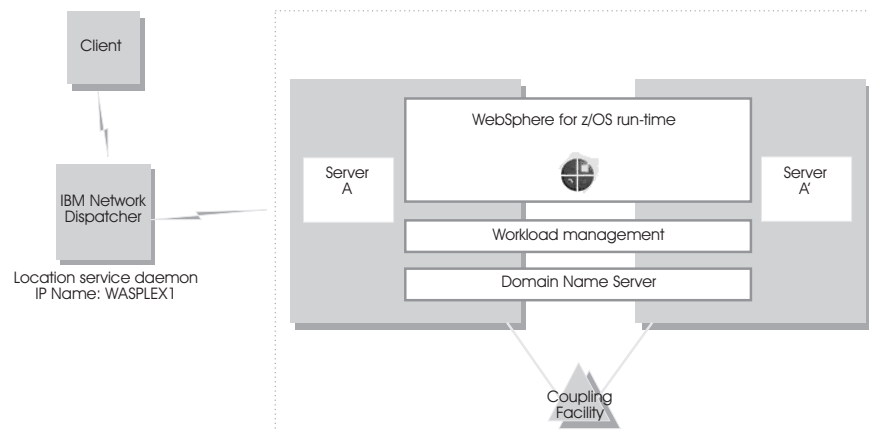 Client
IBM Network
Dispatcher
Location service daemon
IP Name: WASPLEX1
WebSphere for z/OS run-time
Server
A
Server
A'
Workload management
Domain Name Server
Coupling
Facility